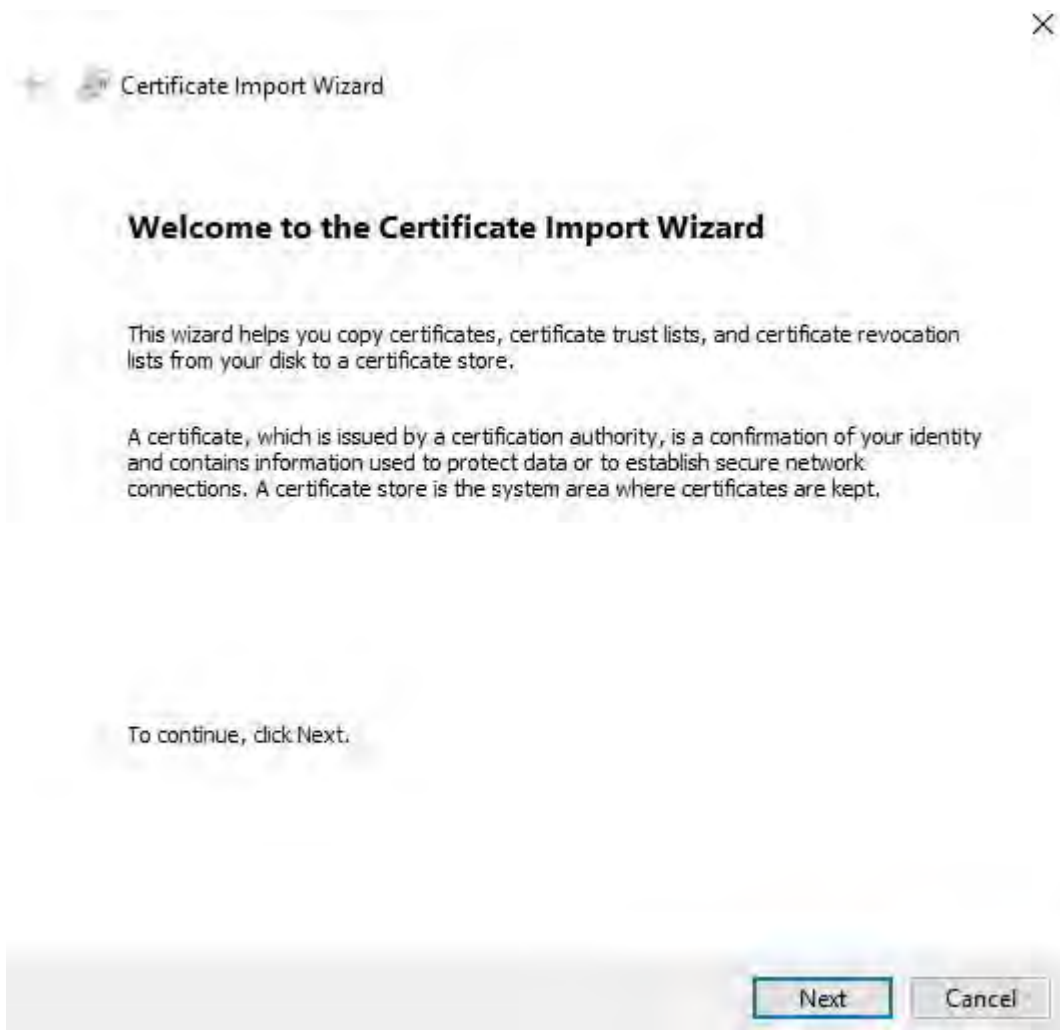 Certificate Import Wizard
Welcome to the Certificate Import Wizard
This wizard helps you copy certificates, certificate trust lists, and certificate revocation
lists from your disk to a certificate store.
A certificate, which is issued by a certification authority, is a confirmation of your identity
and contains information used to protect data or to establish secure network
connections. A certificate store is the system area where certificates are kept.
To continue, click Next.
Next Cancel